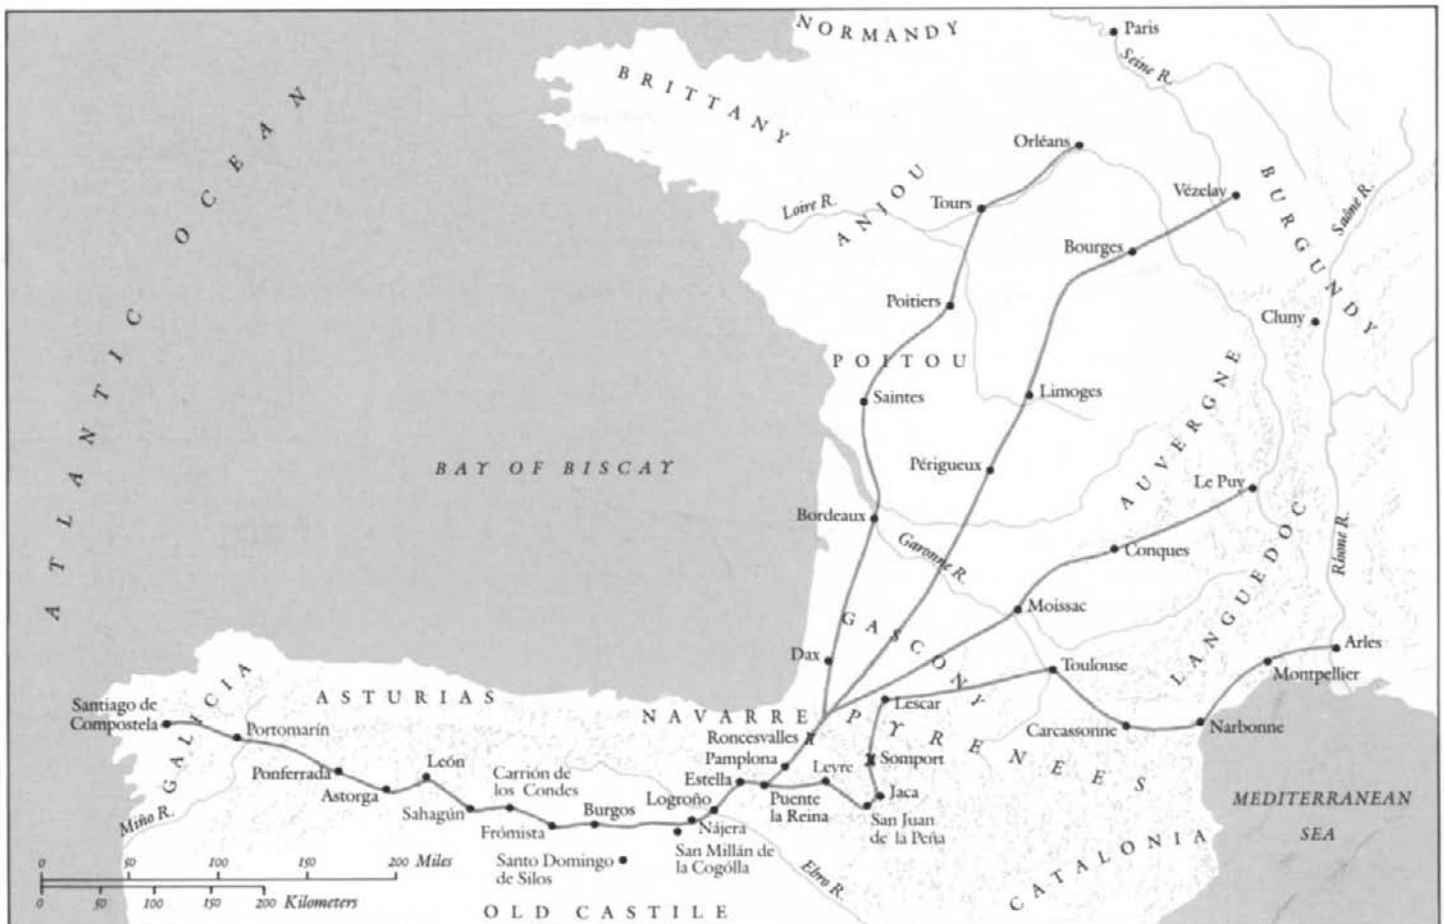 NORMANDY
Paris
Seine R.
BRITTANY
ATLANTIC OCEAN
Orléans
ANJOU
BURGUNDY
Vézelay
Saône R.
Loire R.
Tours
Bourges
Poitiers
Cluny
POITOU
AUVERGNE
Saintes
Limoges
BAY OF BISCAY
Périgueux
Le Puy
Bordeaux
Garonne R.
Conques
LANGUEDOC
Rhone R.
Moissac
GASCONY
Arles
Dax
Toulouse
Montpellier
GALICIA
ASTURIAS
Santiago de
Compostela
NAVARRE
PYRENEES
Lescar
Carcassonne
Narbonne
Portomarín
Roncesvalles
Pamplona
Somport
León
Ponferrada
Astorga
Carrión de
los Condes
Estella
Leyre
Jaca
Puente
la Reina
MEDITERRANEAN
SEA
Logroño
Sahagún
Burgos
San Juan
de la Peña
Miño R.
Frómista
Nájera
CATALONIA
San Millán de
la Cogólla
Santo Domingo
de Silos
Ebro R.
0 50 100 150 200 Miles
0 50 100 150 200 Kilometers
OLD CASTILE